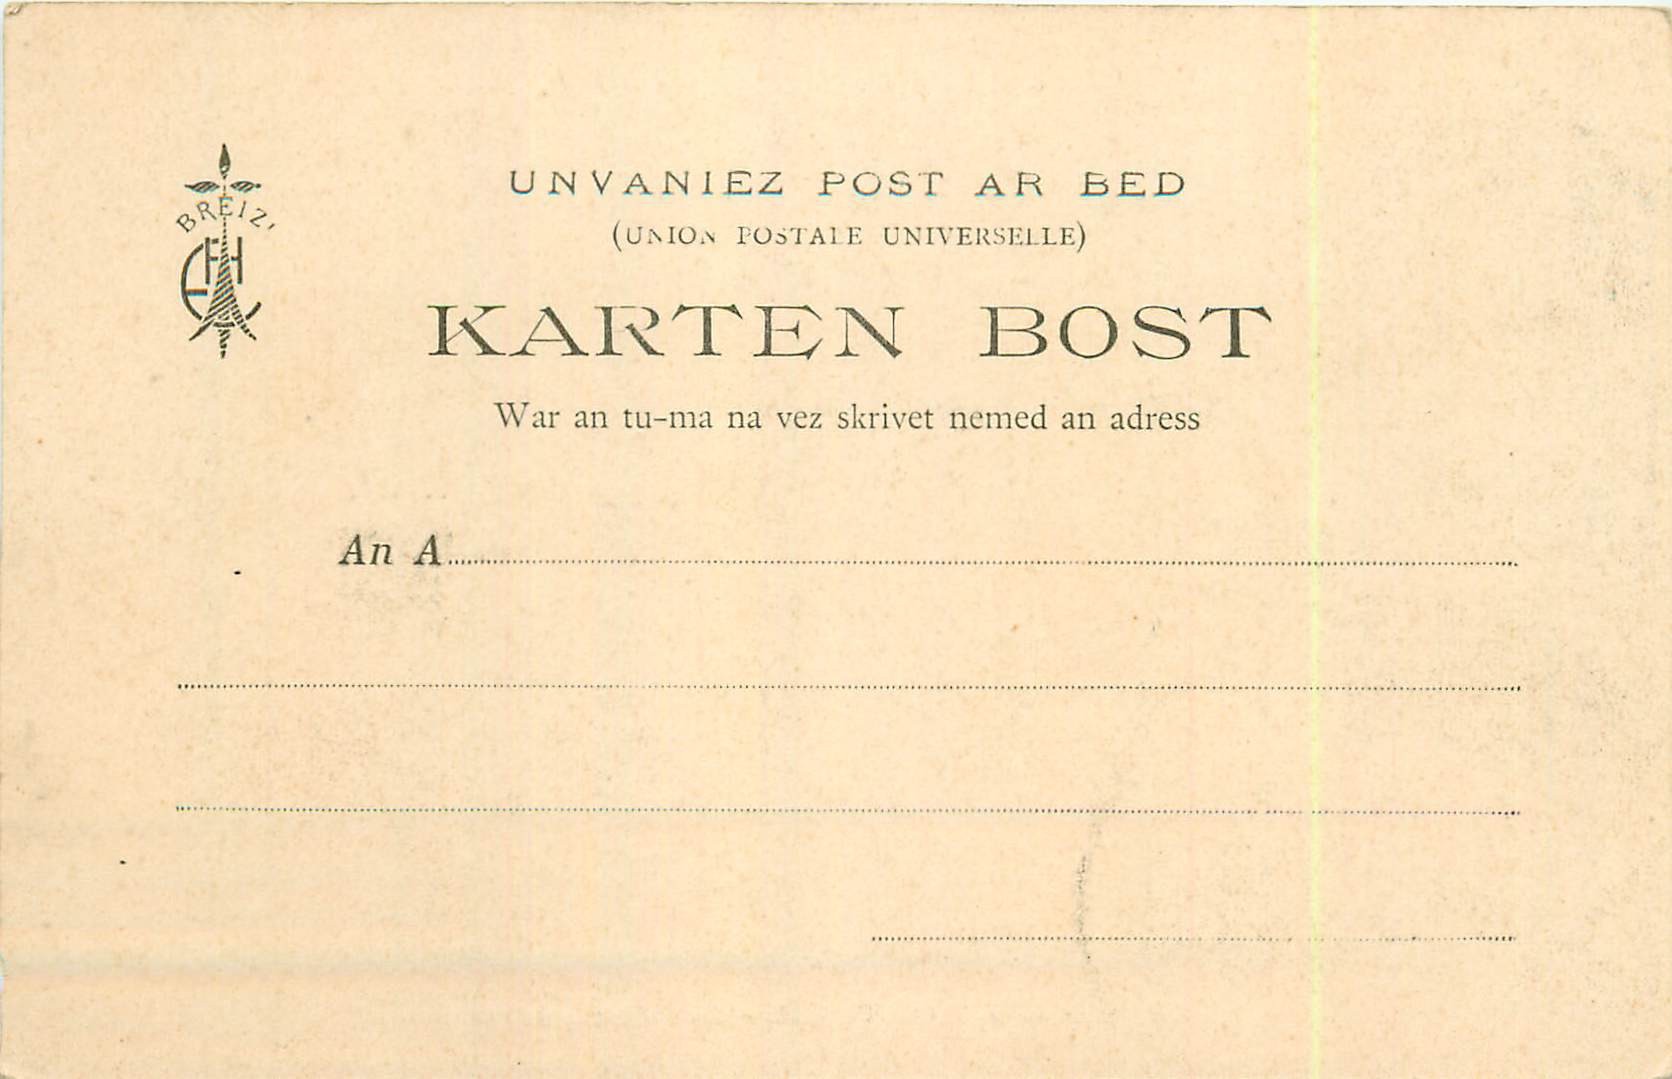 BREIZ'
UNVANIEZ POST AR BED
(UNION POSTALE UNIVERSELLE)
KARTEN BOST
War an tu-ma na vez skrivet nemed an adress
An A